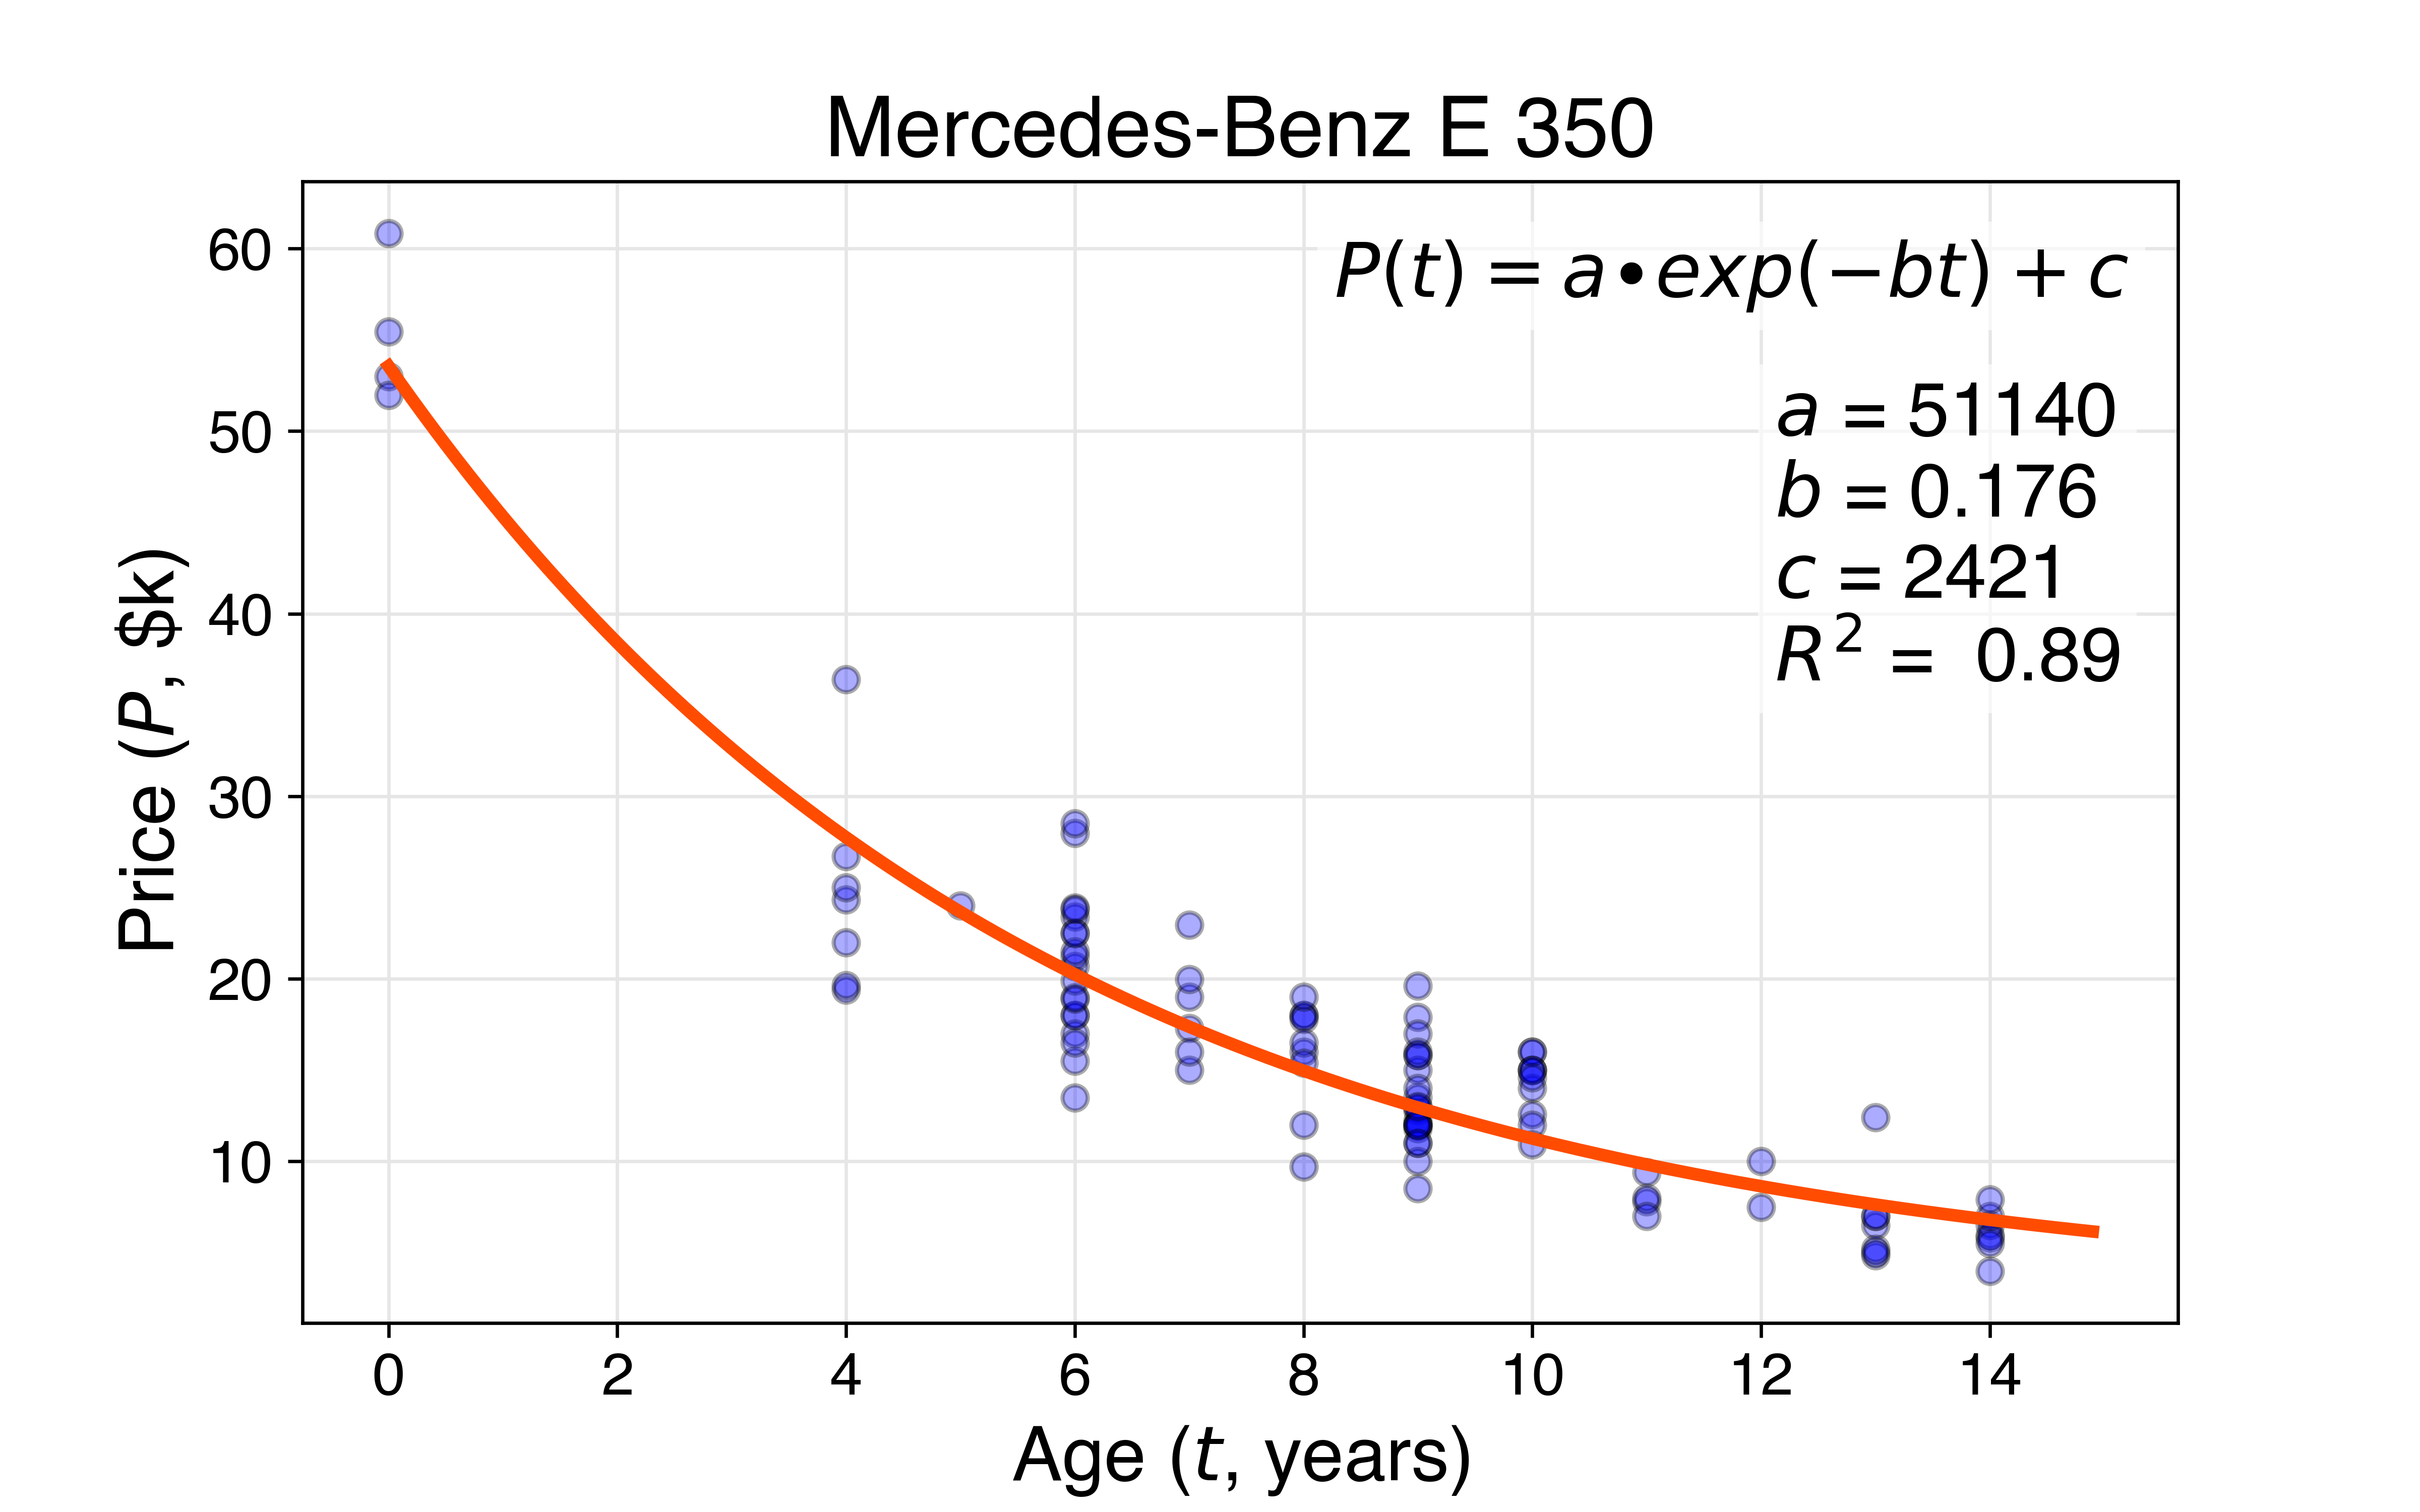 Mercedes-Benz E 350
P(t) = a•exp(−bt) + c
a = 51140
b = 0.176
c = 2421
R² = 0.89
Price (P, $k)
60
50
40
30
20
10
0 2 4 6 8 10 12 14
Age (t, years)